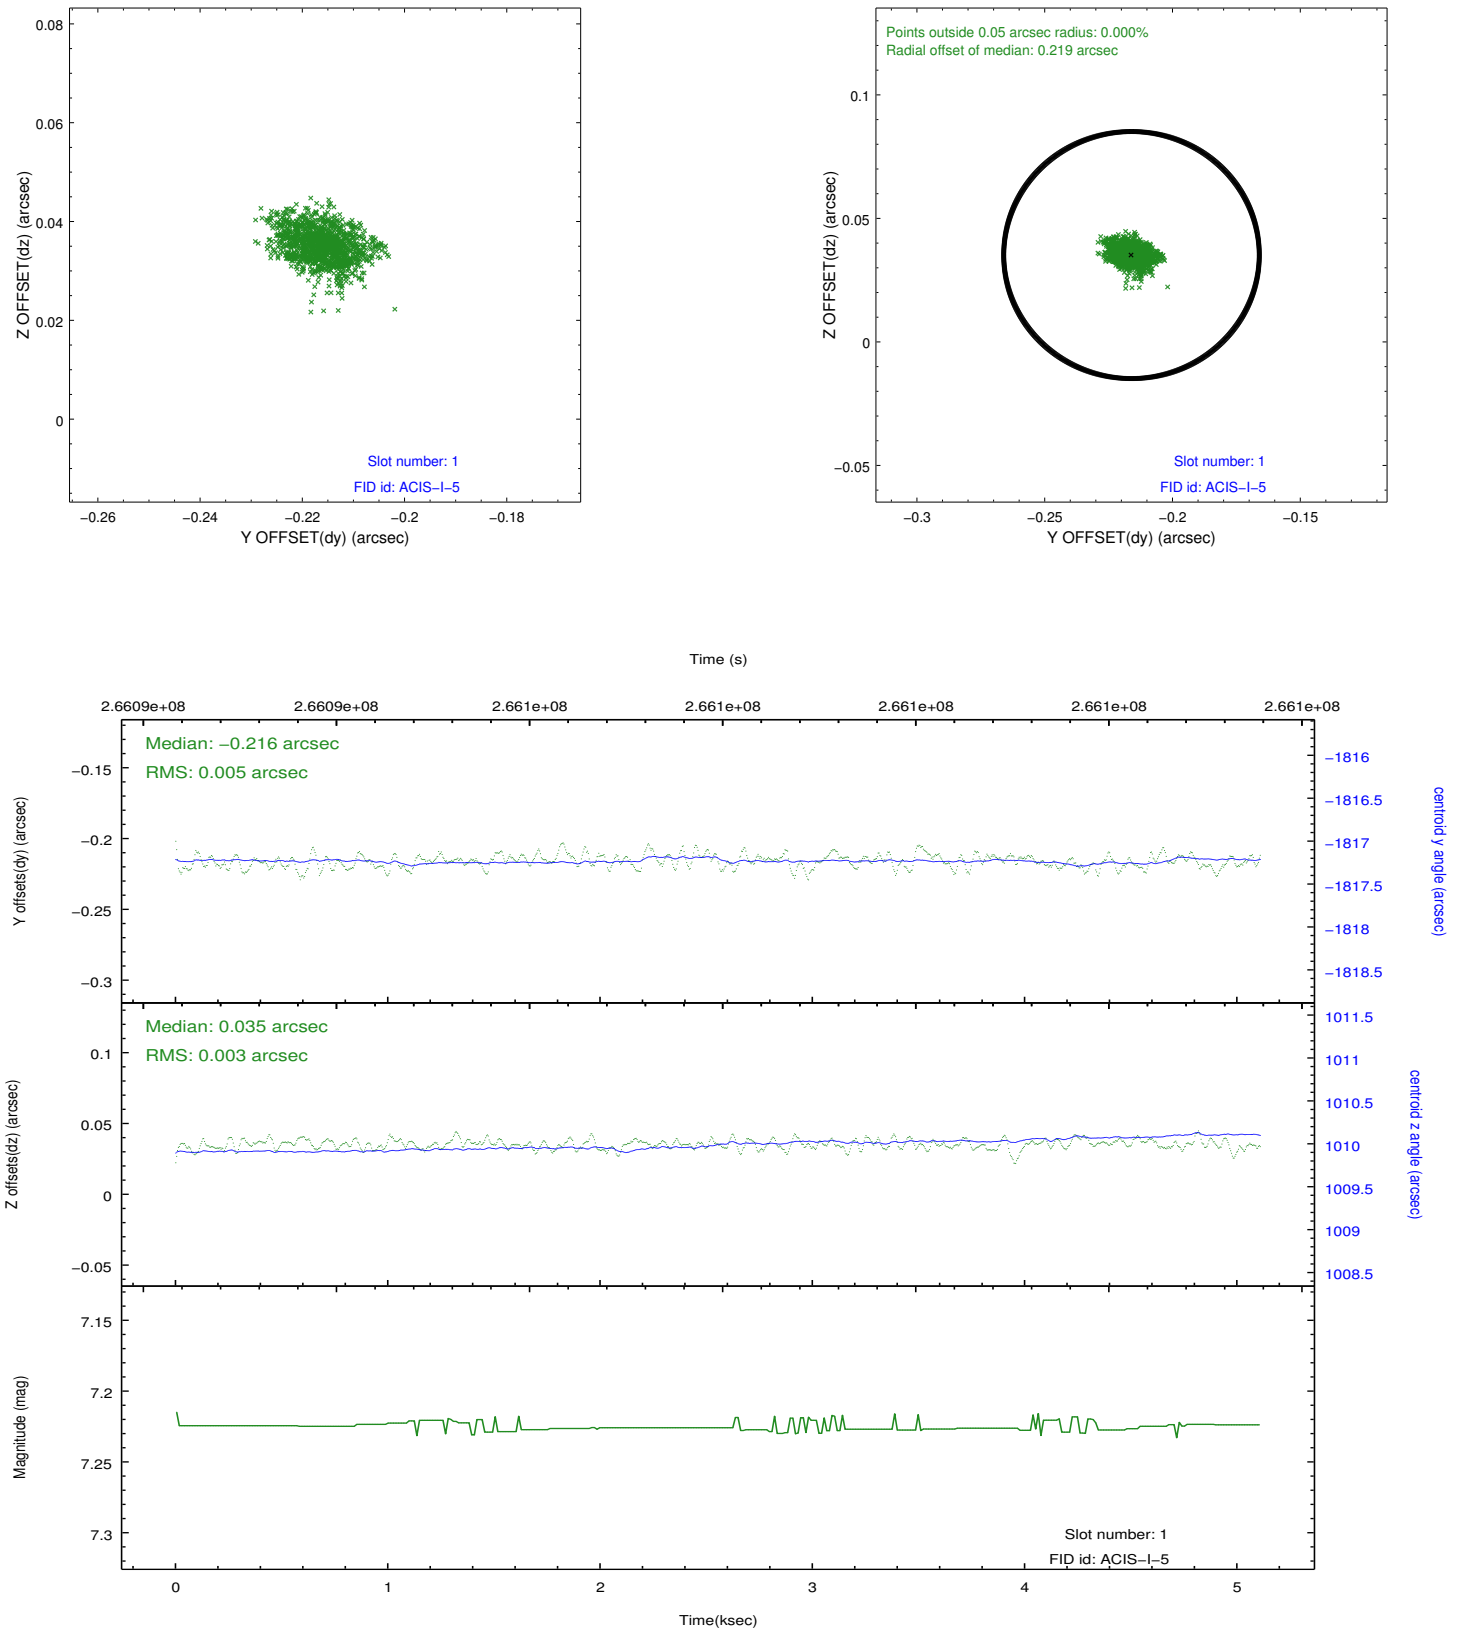 0.08
0.06
0.04
0.02
0
Z OFFSET(dz) (arcsec)
Slot number: 1
FID id: ACIS−I−5
−0.26
−0.24
−0.22
−0.2
−0.18
Y OFFSET(dy) (arcsec)
Points outside 0.05 arcsec radius: 0.000%
Radial offset of median: 0.219 arcsec
0.1
0.05
0
−0.05
Z OFFSET(dz) (arcsec)
Slot number: 1
FID id: ACIS−I−5
−0.3
−0.25
−0.2
−0.15
Y OFFSET(dy) (arcsec)
Time (s)
2.6609e+08
2.6609e+08
2.661e+08
2.661e+08
2.661e+08
2.661e+08
2.661e+08
Median: −0.216 arcsec
RMS: 0.005 arcsec
−0.15
−0.2
−0.25
−0.3
Y offsets(dy) (arcsec)
−1816
−1816.5
−1817
−1817.5
−1818
−1818.5
centroid y angle (arcsec)
Median: 0.035 arcsec
RMS: 0.003 arcsec
0.1
0.05
0
−0.05
Z offsets(dz) (arcsec)
1011.5
1011
1010.5
1010
1009.5
1009
1008.5
centroid z angle (arcsec)
7.15
7.2
7.25
7.3
Magnitude (mag)
Slot number: 1
FID id: ACIS−I−5
0
1
2
3
4
5
Time(ksec)